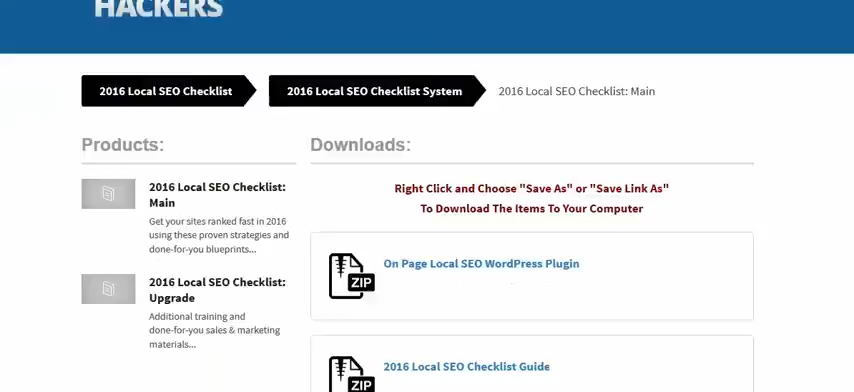 HACKERS
2016 Local SEO Checklist
2016 Local SEO Checklist System
2016 Local SEO Checklist: Main
Products:
2016 Local SEO Checklist:
Main
Get your sites ranked fast in 2016
using these proven strategies and
done-for-you blueprints...
2016 Local SEO Checklist:
Upgrade
Additional training and
done-for-you sales & marketing
materials...
Downloads:
Right Click and Choose "Save As" or "Save Link As"
To Download The Items To Your Computer
ZIP
On Page Local SEO WordPress Plugin
ZIP
2016 Local SEO Checklist Guide